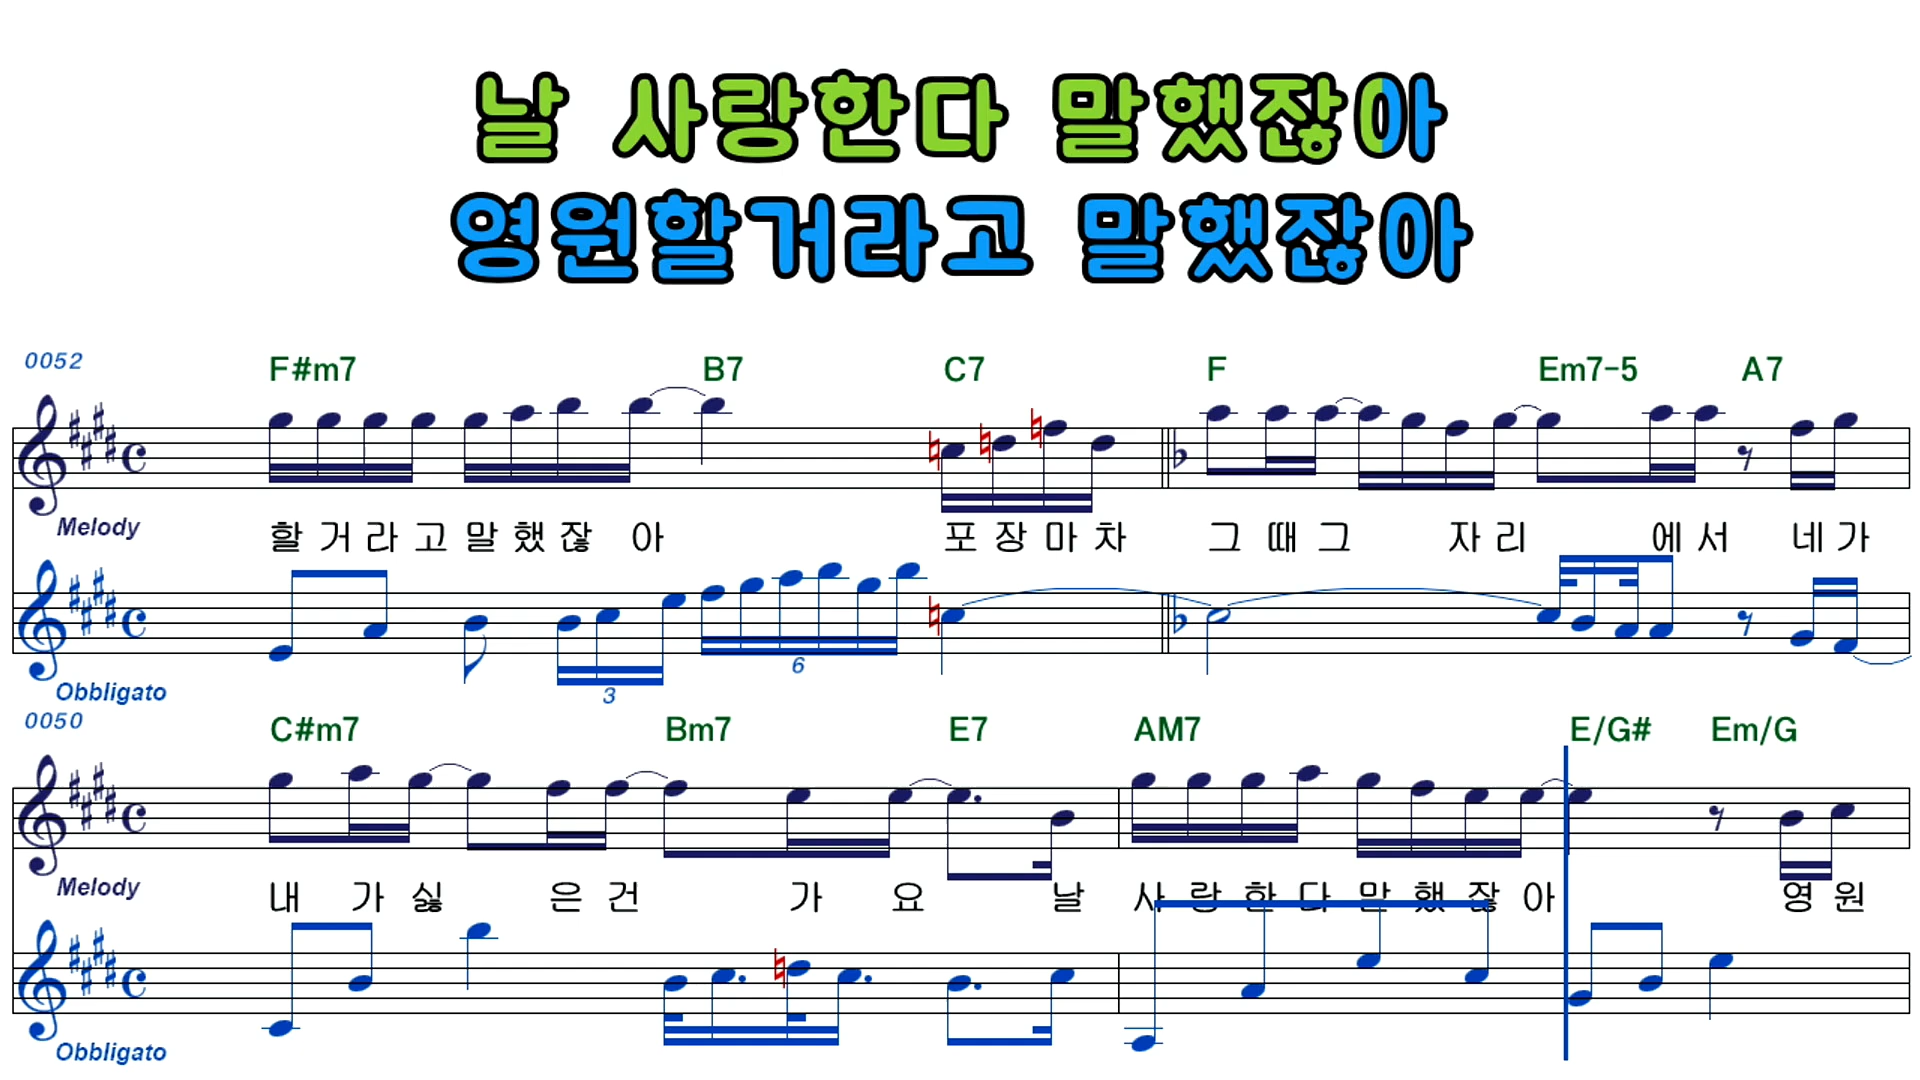 날 사랑한다 말했잖아
영원할거라고 말했잖아
0052 F#m7 B7 C7 F Em7-5 A7
Melody
할 거 라 고 말 했 잖 아 포 장 마 차 그 때 그 자 리 에 서 네 가
3 6
Obbligato
0050 C#m7 Bm7 E7 AM7 E/G# Em/G
Melody
내 가 싫 은 건 가 요 날 사 랑 한 다 말 했 잖 아 영 원
Obbligato